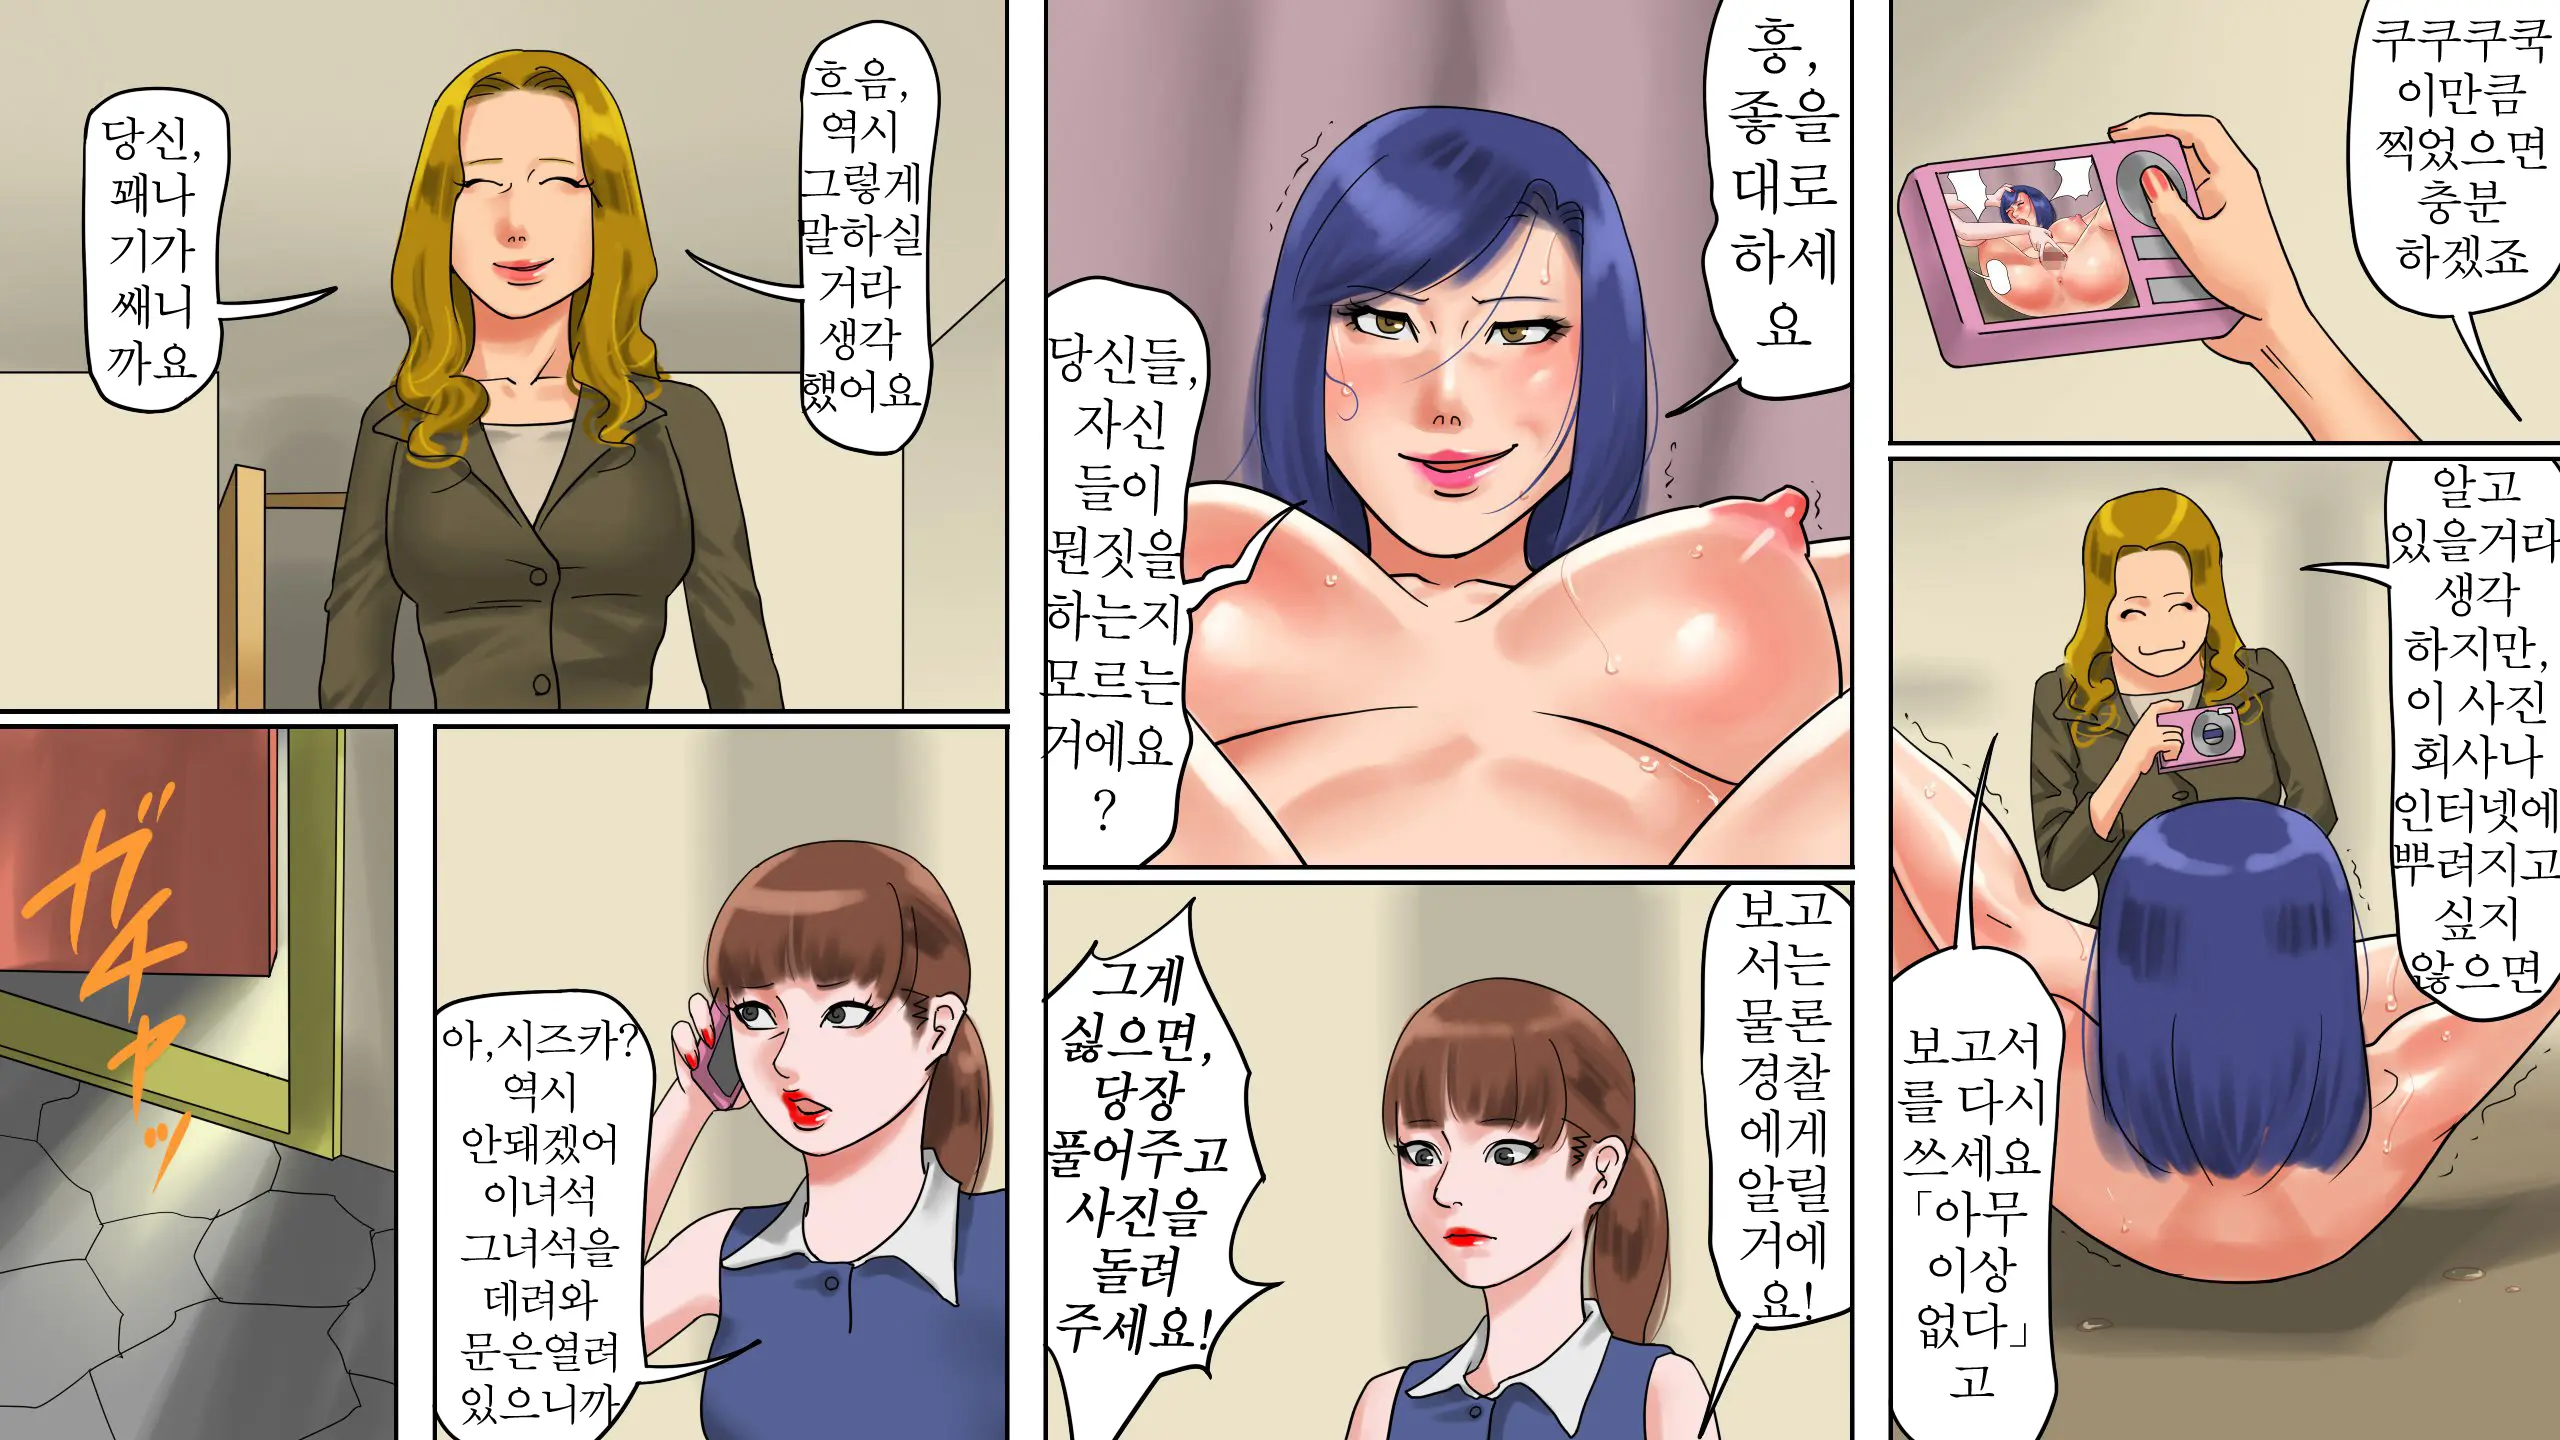 쿠쿠쿠쿡
이만큼
찍었으면
충분
하겠죠
알고
있을거라
생각
하지만,
이 사진
회사나
인터넷에
뿌려지고
싶지
않으면
보고서
를 다시
쓰세요
「아무
이상
없다」
고
흥,
좋을
대로
하세
요
당신들,
자신
들이
뭔짓을
하는지
모르는
거에요
?
보고
서는
물론
경찰
에게
알릴
거에
요!
그게
싫으면,
당장
풀어주고
사진을
돌려
주세요!
흐음,
역시
그렇게
말하실
거라
생각
했어요
당신,
꽤나
기가
쌔니
까요
아,시즈카?
역시
안돼겠어
이녀석
그녀석을
데려와
문은열려
있으니까
ガチャッ